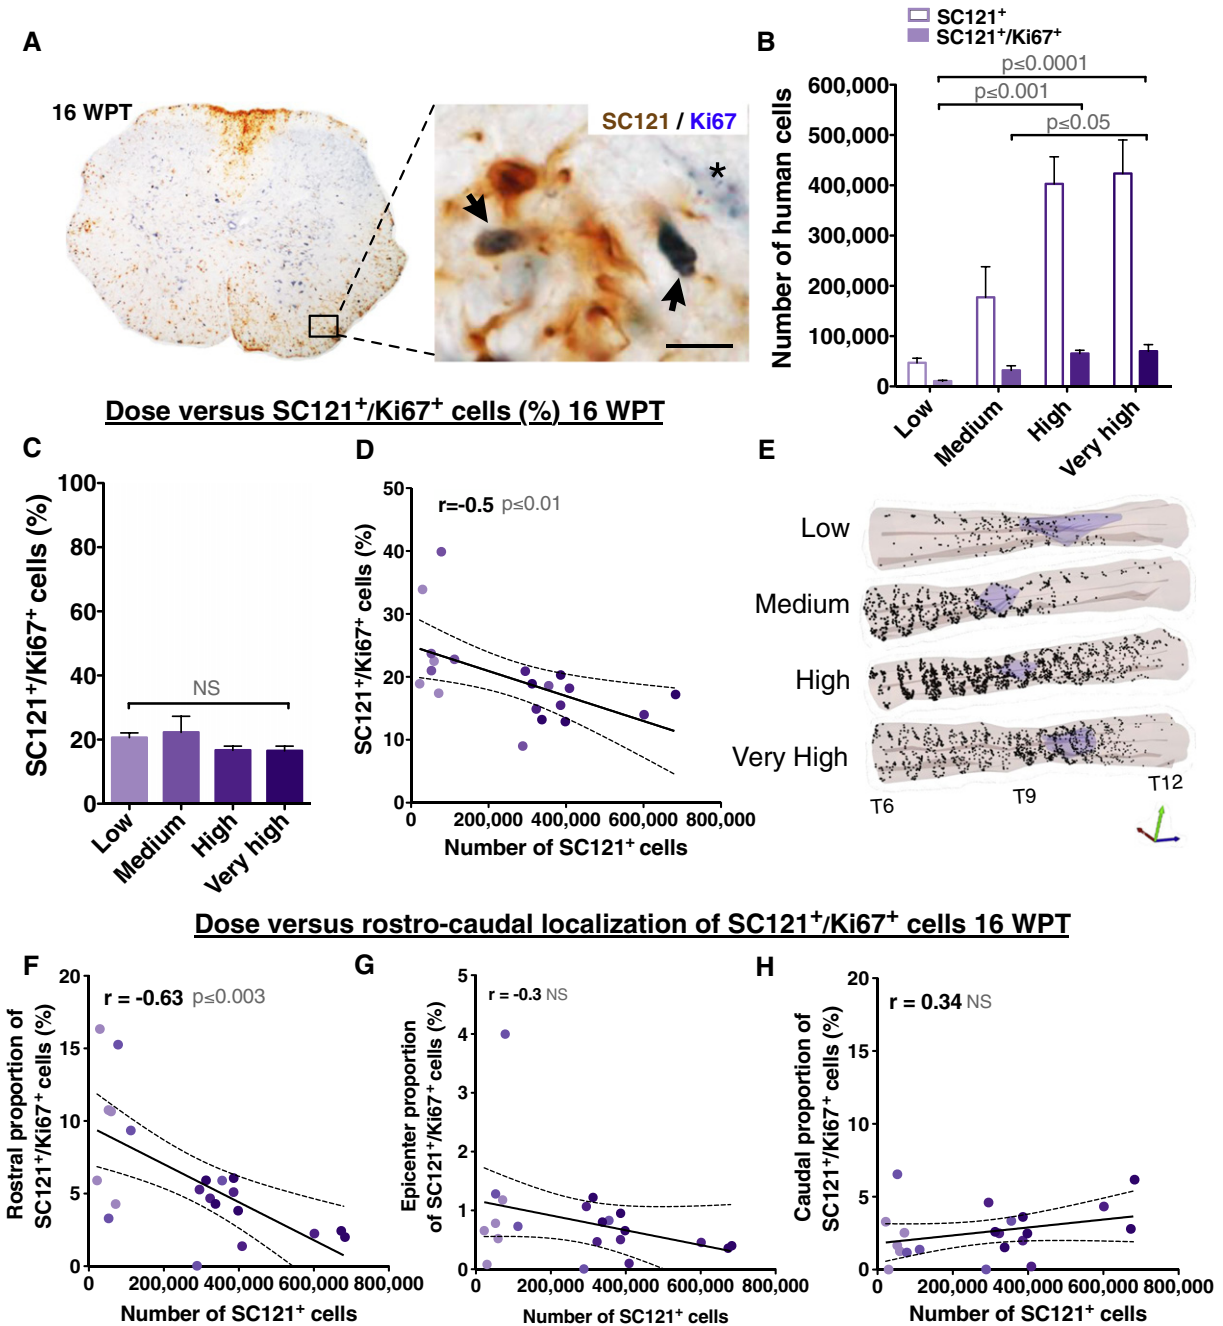 A
16 WPT
SC121 / Ki67
*
B
SC121+
SC121+/Ki67+
p≤0.0001
p≤0.001
p≤0.05
Number of human cells
600,000
500,000
400,000
300,000
200,000
100,000
0
Low
Medium
High
Very high
Dose versus SC121+/Ki67+ cells (%) 16 WPT
C
SC121+/Ki67+ cells (%)
100
80
60
40
20
0
NS
Low
Medium
High
Very high
D
SC121+/Ki67+ cells (%)
50
40
30
20
10
0
r=-0.5 p≤0.01
0
200,000
400,000
600,000
800,000
Number of SC121+ cells
E
Low
Medium
High
Very High
T6
T9
T12
Dose versus rostro-caudal localization of SC121+/Ki67+ cells 16 WPT
F
Rostral proportion of
SC121+/Ki67+ cells (%)
20
15
10
5
0
r = -0.63 p≤0.003
0
200,000
400,000
600,000
800,000
Number of SC121+ cells
G
Epicenter proportion
of SC121+/Ki67+ cells (%)
5
4
3
2
1
0
r = -0.3 NS
0
200,000
400,000
600,000
800,000
Number of SC121+ cells
H
Caudal proportion of
SC121+/Ki67+ cells (%)
20
15
10
5
0
r = 0.34 NS
0
200,000
400,000
600,000
800,000
Number of SC121+ cells